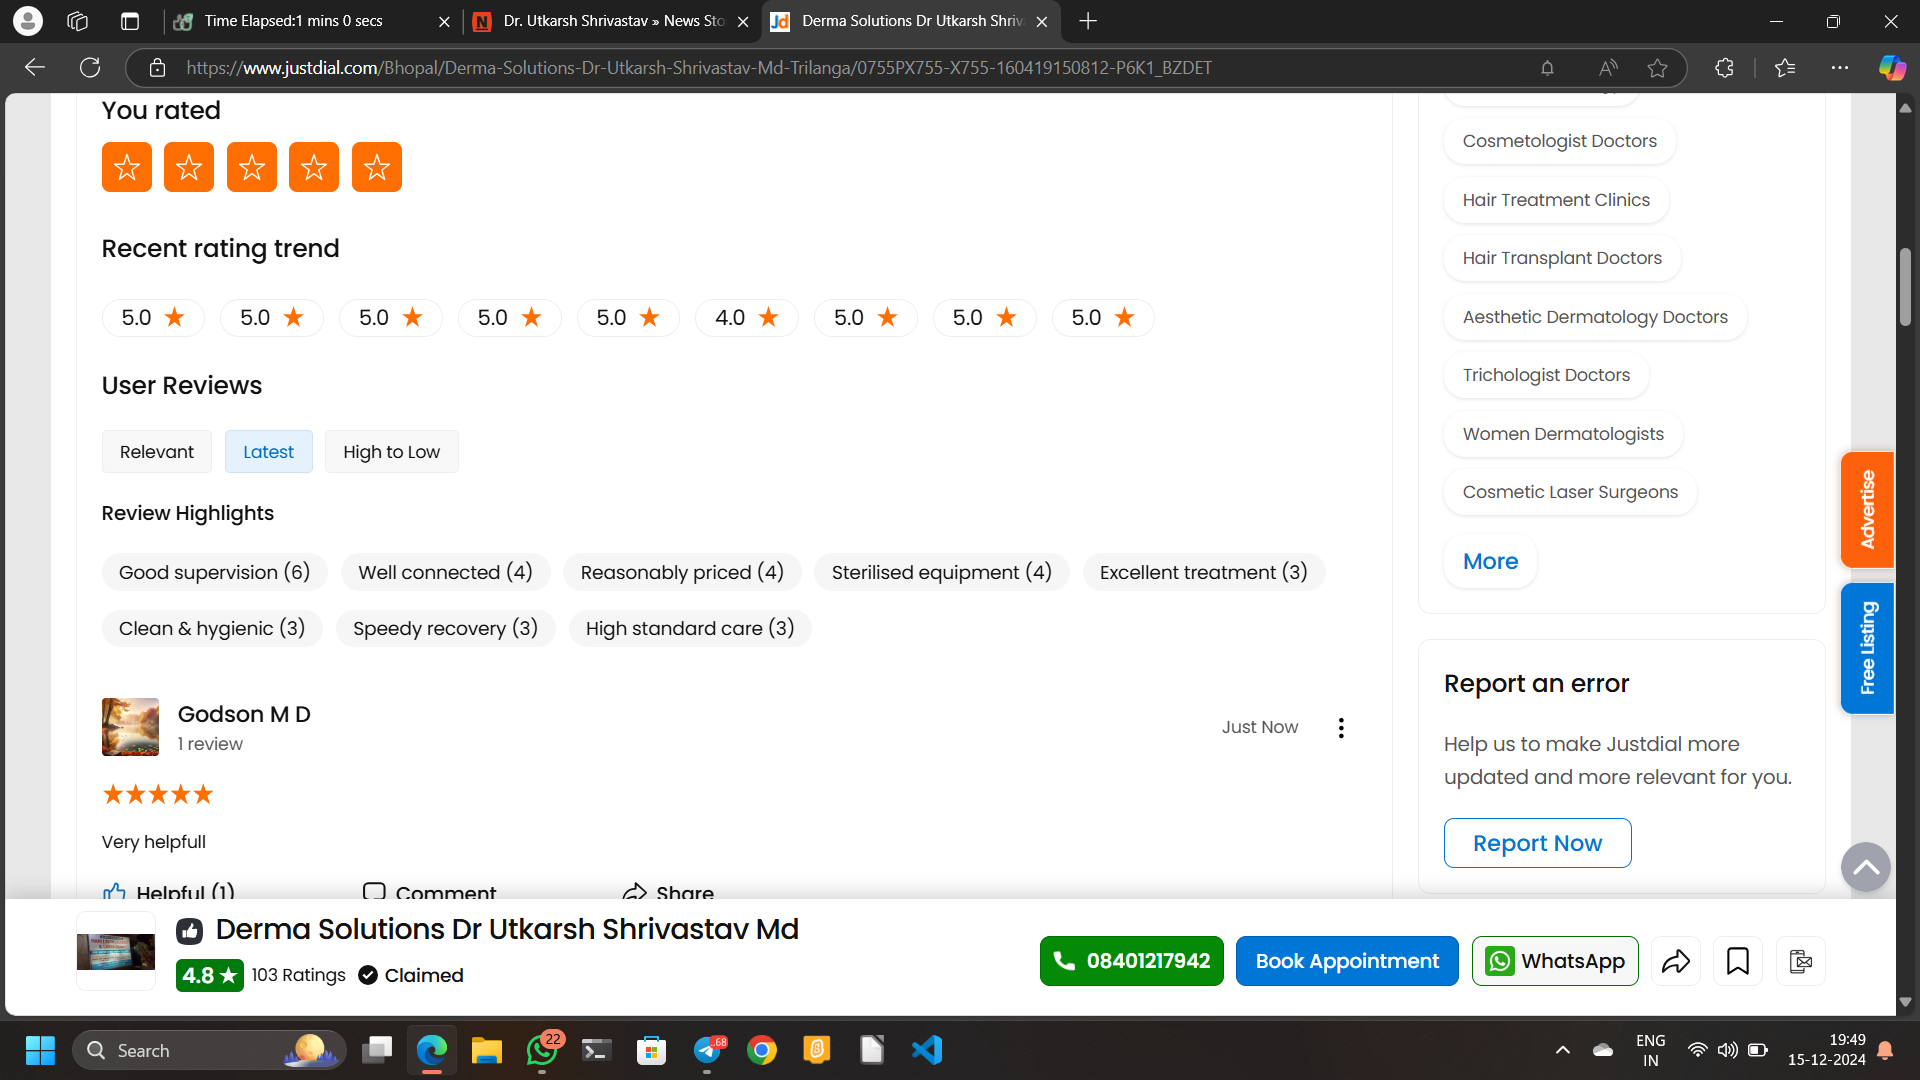 Time Elapsed:1 mins 0 secs
Dr. Utkarsh Shrivastav » News Sto
Jd Derma Solutions Dr Utkarsh Shriv
https://www.justdial.com/Bhopal/Derma-Solutions-Dr-Utkarsh-Shrivastav-Md-Trilanga/0755PX755-X755-160419150812-P6K1_BZDET
You rated
Recent rating trend
5.0 ★ 5.0 ★ 5.0 ★ 5.0 ★ 5.0 ★ 4.0 ★ 5.0 ★ 5.0 ★ 5.0 ★
User Reviews
Relevant Latest High to Low
Review Highlights
Good supervision (6) Well connected (4) Reasonably priced (4) Sterilised equipment (4) Excellent treatment (3)
Clean & hygienic (3) Speedy recovery (3) High standard care (3)
Godson M D
1 review
Just Now
Very helpfull
Helpful (1) Comment Share
Cosmetologist Doctors
Hair Treatment Clinics
Hair Transplant Doctors
Aesthetic Dermatology Doctors
Trichologist Doctors
Women Dermatologists
Cosmetic Laser Surgeons
More
Report an error
Help us to make Justdial more
updated and more relevant for you.
Report Now
Advertise
Free Listing
Derma Solutions Dr Utkarsh Shrivastav Md
4.8 ★ 103 Ratings Claimed
08401217942 Book Appointment WhatsApp
Search
22
.68
ENG
IN
19:49
15-12-2024